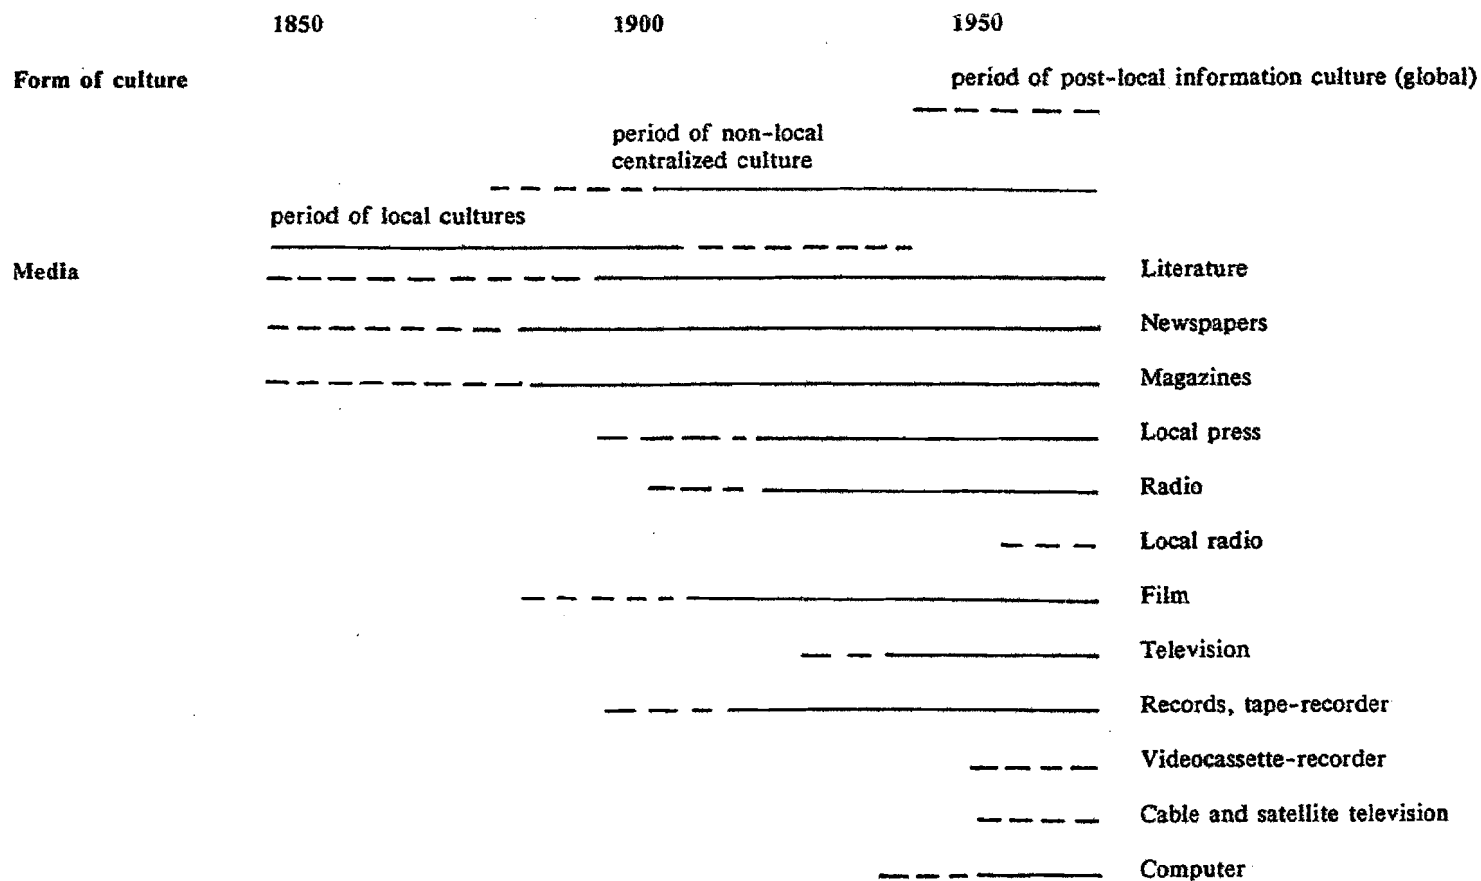 1850 1900 1950
Form of culture
period of post-local information culture (global)
period of non-local
centralized culture
period of local cultures
Media
Literature
Newspapers
Magazines
Local press
Radio
Local radio
Film
Television
Records, tape-recorder
Videocassette-recorder
Cable and satellite television
Computer